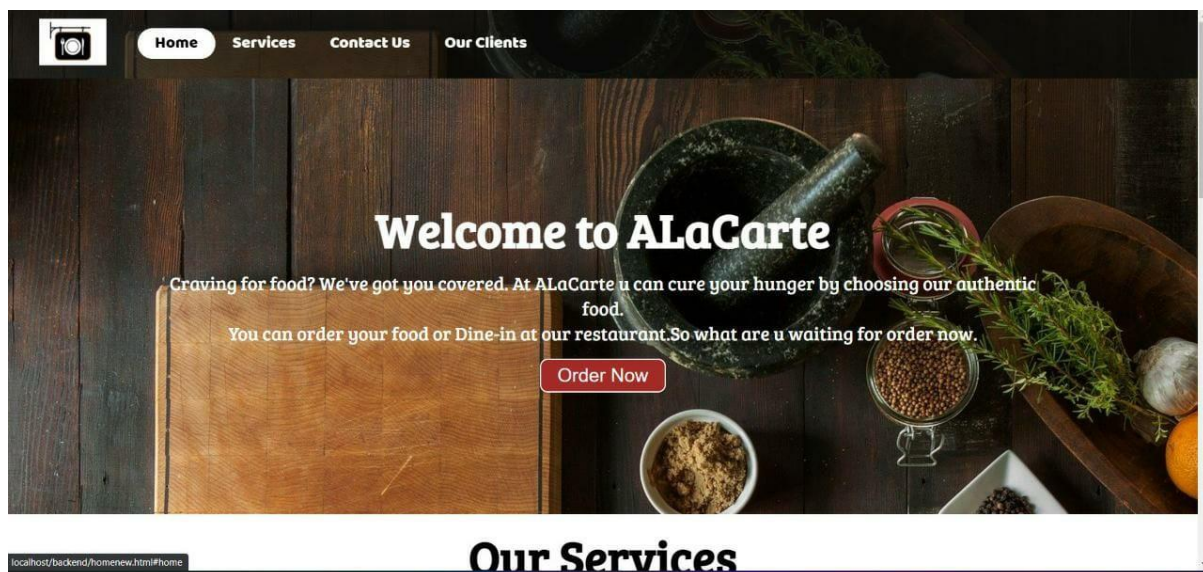 Home Services Contact Us Our Clients
Welcome to ALaCarte
Craving for food? We've got you covered. At ALaCarte u can cure your hunger by choosing our authentic
food.
You can order your food or Dine-in at our restaurant.So what are u waiting for order now.
Order Now
Our Services
localhost/backend/homenew.html#home